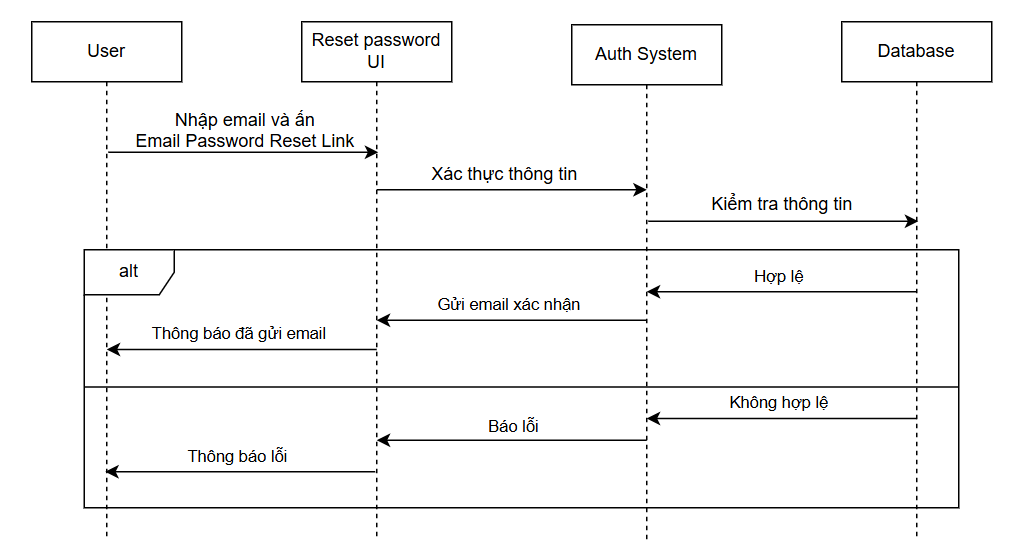 User
Reset password
UI
Auth System
Database
Nhập email và ấn
Email Password Reset Link
Xác thực thông tin
Kiểm tra thông tin
alt
Hợp lệ
Gửi email xác nhận
Thông báo đã gửi email
Không hợp lệ
Báo lỗi
Thông báo lỗi